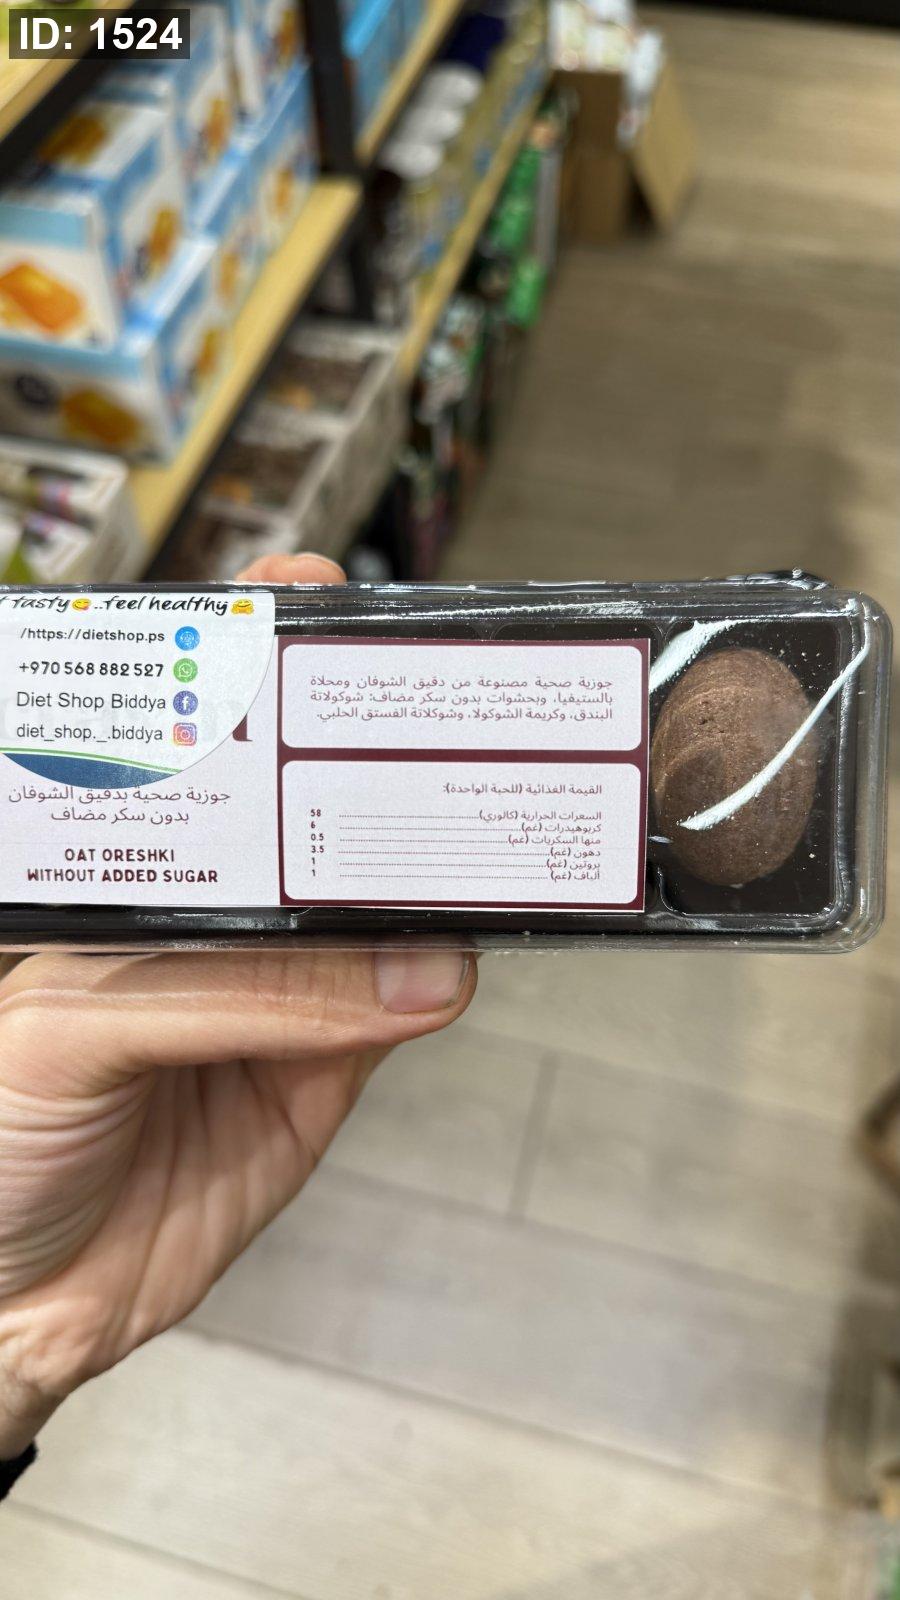 ID: 1524
tasty😋..feel healthy🤗
/https://dietshop.ps
+970 568 882 527
Diet Shop Biddya
diet_shop._.biddya
جوزية صحية بدقيق الشوفان
بدون سكر مضاف
OAT ORESHKI
WITHOUT ADDED SUGAR
جوزية صحية مصنوعة من دقيق الشوفان ومحلاة
بالستيفيا، وبحشوات بدون سكر مضاف: شوكولاتة
البندق، وكريمة الشوكولا، وشوكلاتة الفستق الحلبي.
القيمة الغذائية (للحبة الواحدة):
السعرات الحرارية (كالوري)..........58
كربوهيدرات (غم)..........6
منها السكريات (غم)..........0.5
دهون (غم)..........3.5
بروتين (غم)..........1
ألياف (غم)..........1